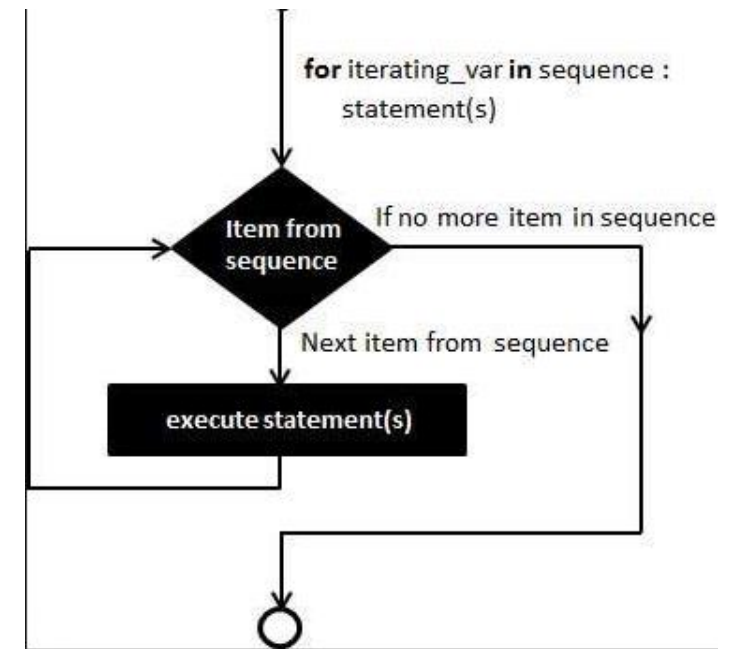 for iterating_var in sequence :
statement(s)
If no more item in sequence
Item from
sequence
Next item from sequence
execute statement(s)